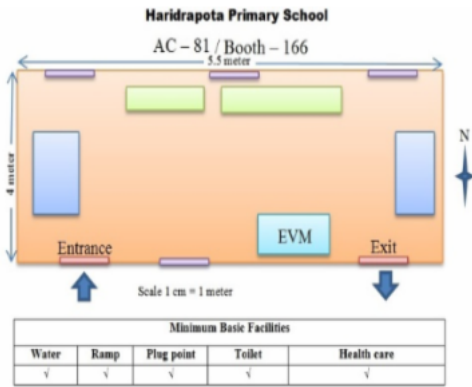 Haridrapota Primary School
AC – 81 / Booth – 166
5.5 meter
4 meter
N
EVM
Entrance
Exit
Scale 1 cm = 1 meter
Minimum Basic Facilities
Water Ramp Plug point Toilet Health care
√ √ √ √ √